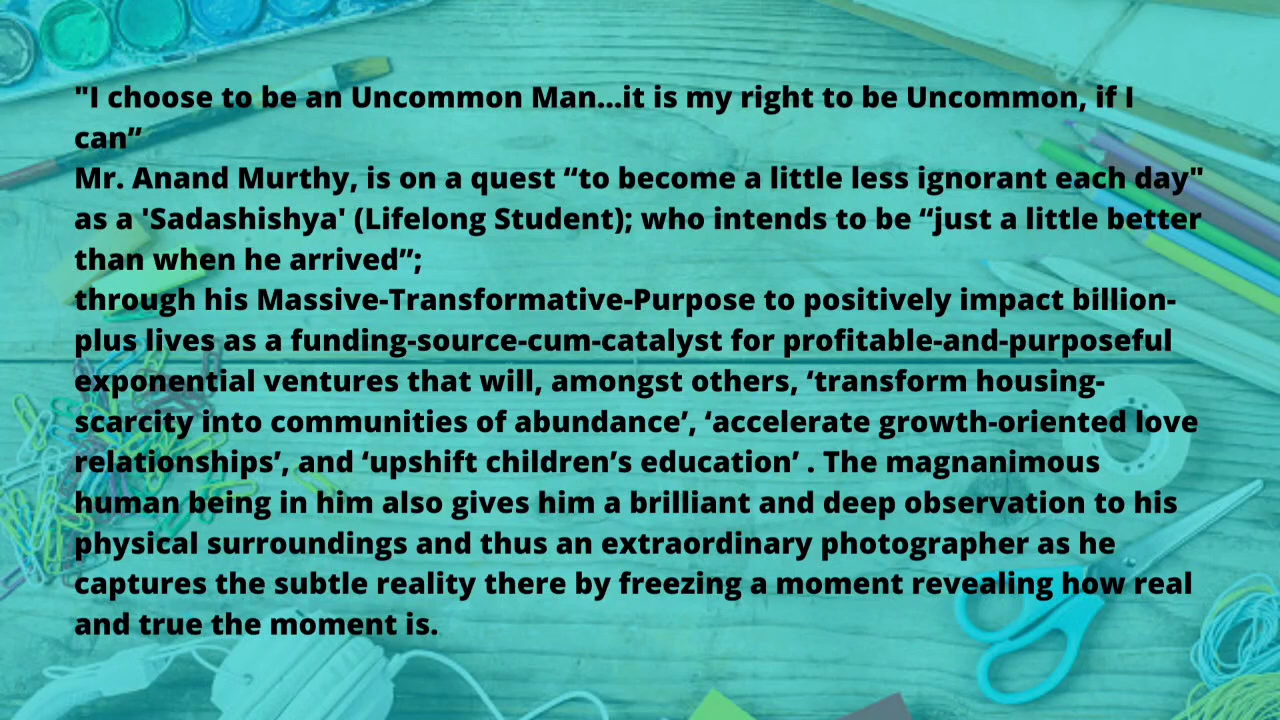 "I choose to be an Uncommon Man...it is my right to be Uncommon, if I
can”
Mr. Anand Murthy, is on a quest “to become a little less ignorant each day"
as a 'Sadashishya' (Lifelong Student); who intends to be “just a little better
than when he arrived”;
through his Massive-Transformative-Purpose to positively impact billion-
plus lives as a funding-source-cum-catalyst for profitable-and-purposeful
exponential ventures that will, amongst others, ‘transform housing-
scarcity into communities of abundance’, ‘accelerate growth-oriented love
relationships’, and ‘upshift children’s education’ . The magnanimous
human being in him also gives him a brilliant and deep observation to his
physical surroundings and thus an extraordinary photographer as he
captures the subtle reality there by freezing a moment revealing how real
and true the moment is.